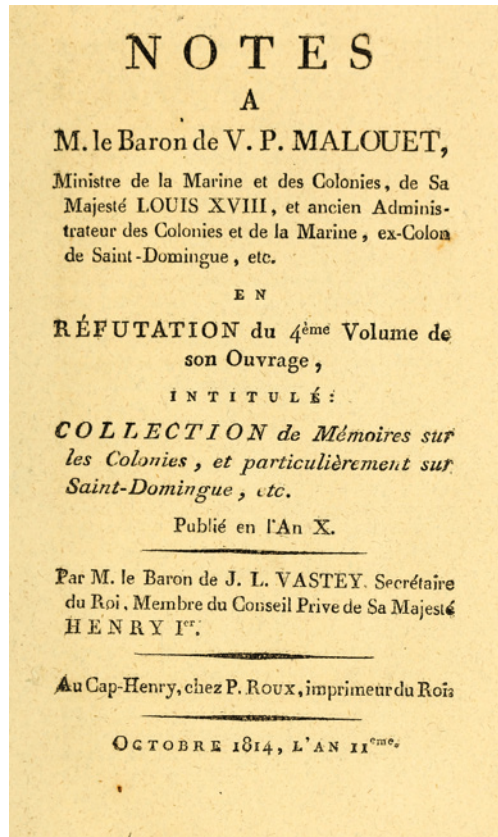 NOTES
A
M. le Baron de V. P. MALOUET,
Ministre de la Marine et des Colonies, de Sa
Majesté LOUIS XVIII, et ancien Adminis-
trateur des Colonies et de la Marine, ex-Colon
de Saint-Domingue, etc.
EN
RÉFUTATION du 4ème Volume de
son Ouvrage,
INTITULÉ:
COLLECTION de Mémoires sur
les Colonies, et particulièrement sur
Saint-Domingue, etc.
Publié en l'An X.
Par M. le Baron de J. L. VASTEY. Secrétaire
du Roi, Membre du Conseil Prive de Sa Majesté
HENRY Ier.
Au Cap-Henry, chez P. ROUX, imprimeur du Roi.
OCTOBRE 1814, L'AN 11eme.